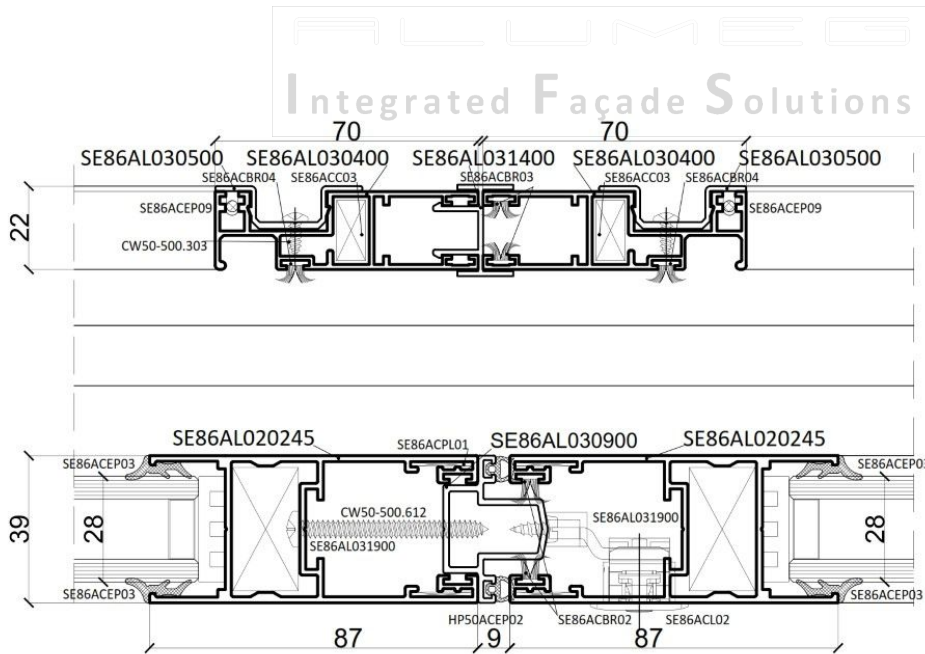 ALUMEG
Integrated Façade Solutions
70 70
SE86AL030500 SE86AL030400 SE86AL031400 SE86AL030400 SE86AL030500
SE86ACBR04 SE86ACC03 SE86ACBR03 SE86ACC03 SE86ACBR04
SE86ACEP09 SE86ACEP09
22
CW50-500.303
SE86AL020245 SE86ACPL01 SE86AL030900 SE86AL020245
SE86ACEP03 SE86ACEP03
CW50-500.612 SE86AL031900
39 28 28
SE86AL031900
SE86ACEP03 SE86ACEP03
HP50ACEP02 SE86ACBR02 SE86ACL02
87 9 87